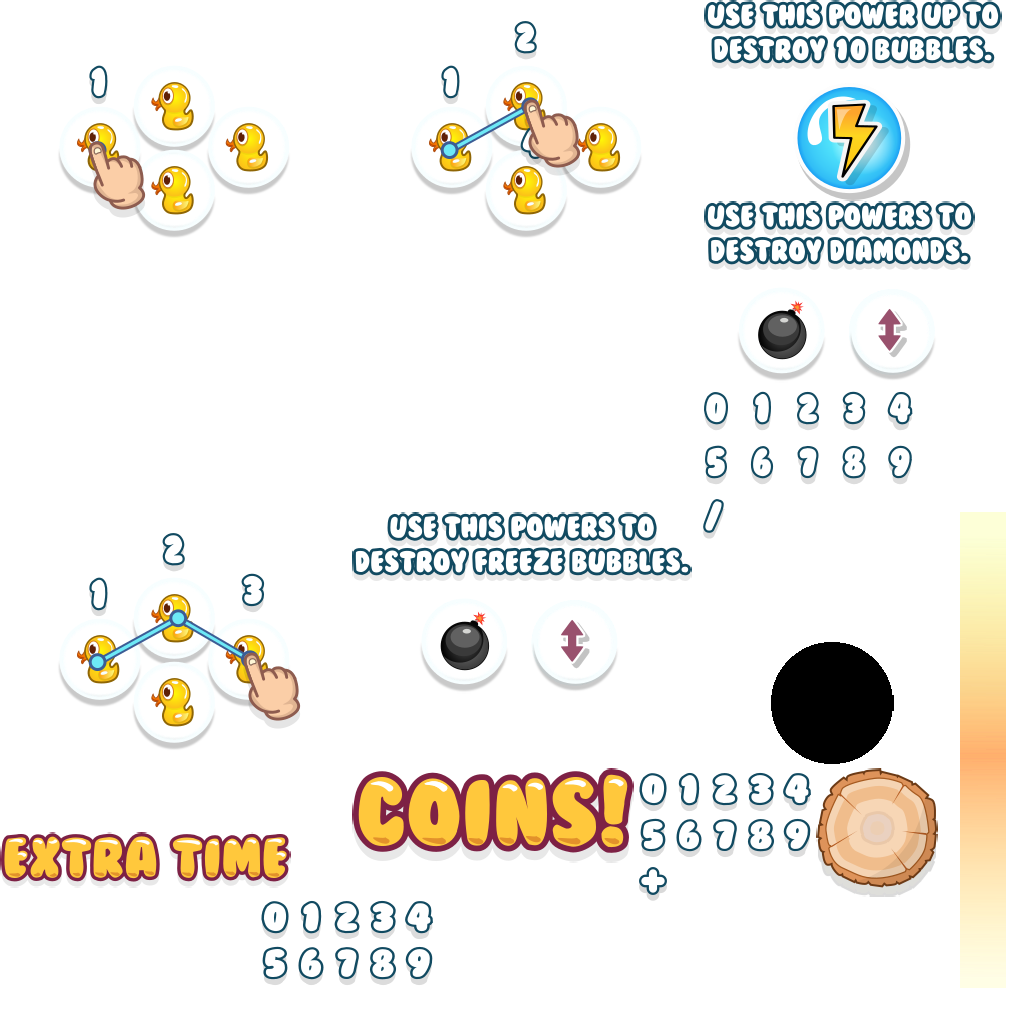 1
2
1
USE THIS POWER UP TO
DESTROY 10 BUBBLES.
USE THIS POWERS TO
DESTROY DIAMONDS.
0 1 2 3 4
5 6 7 8 9
/
1
2
3
USE THIS POWERS TO
DESTROY FREEZE BUBBLES.
COINS!
0 1 2 3 4
5 6 7 8 9
+
EXTRA TIME
0 1 2 3 4
5 6 7 8 9